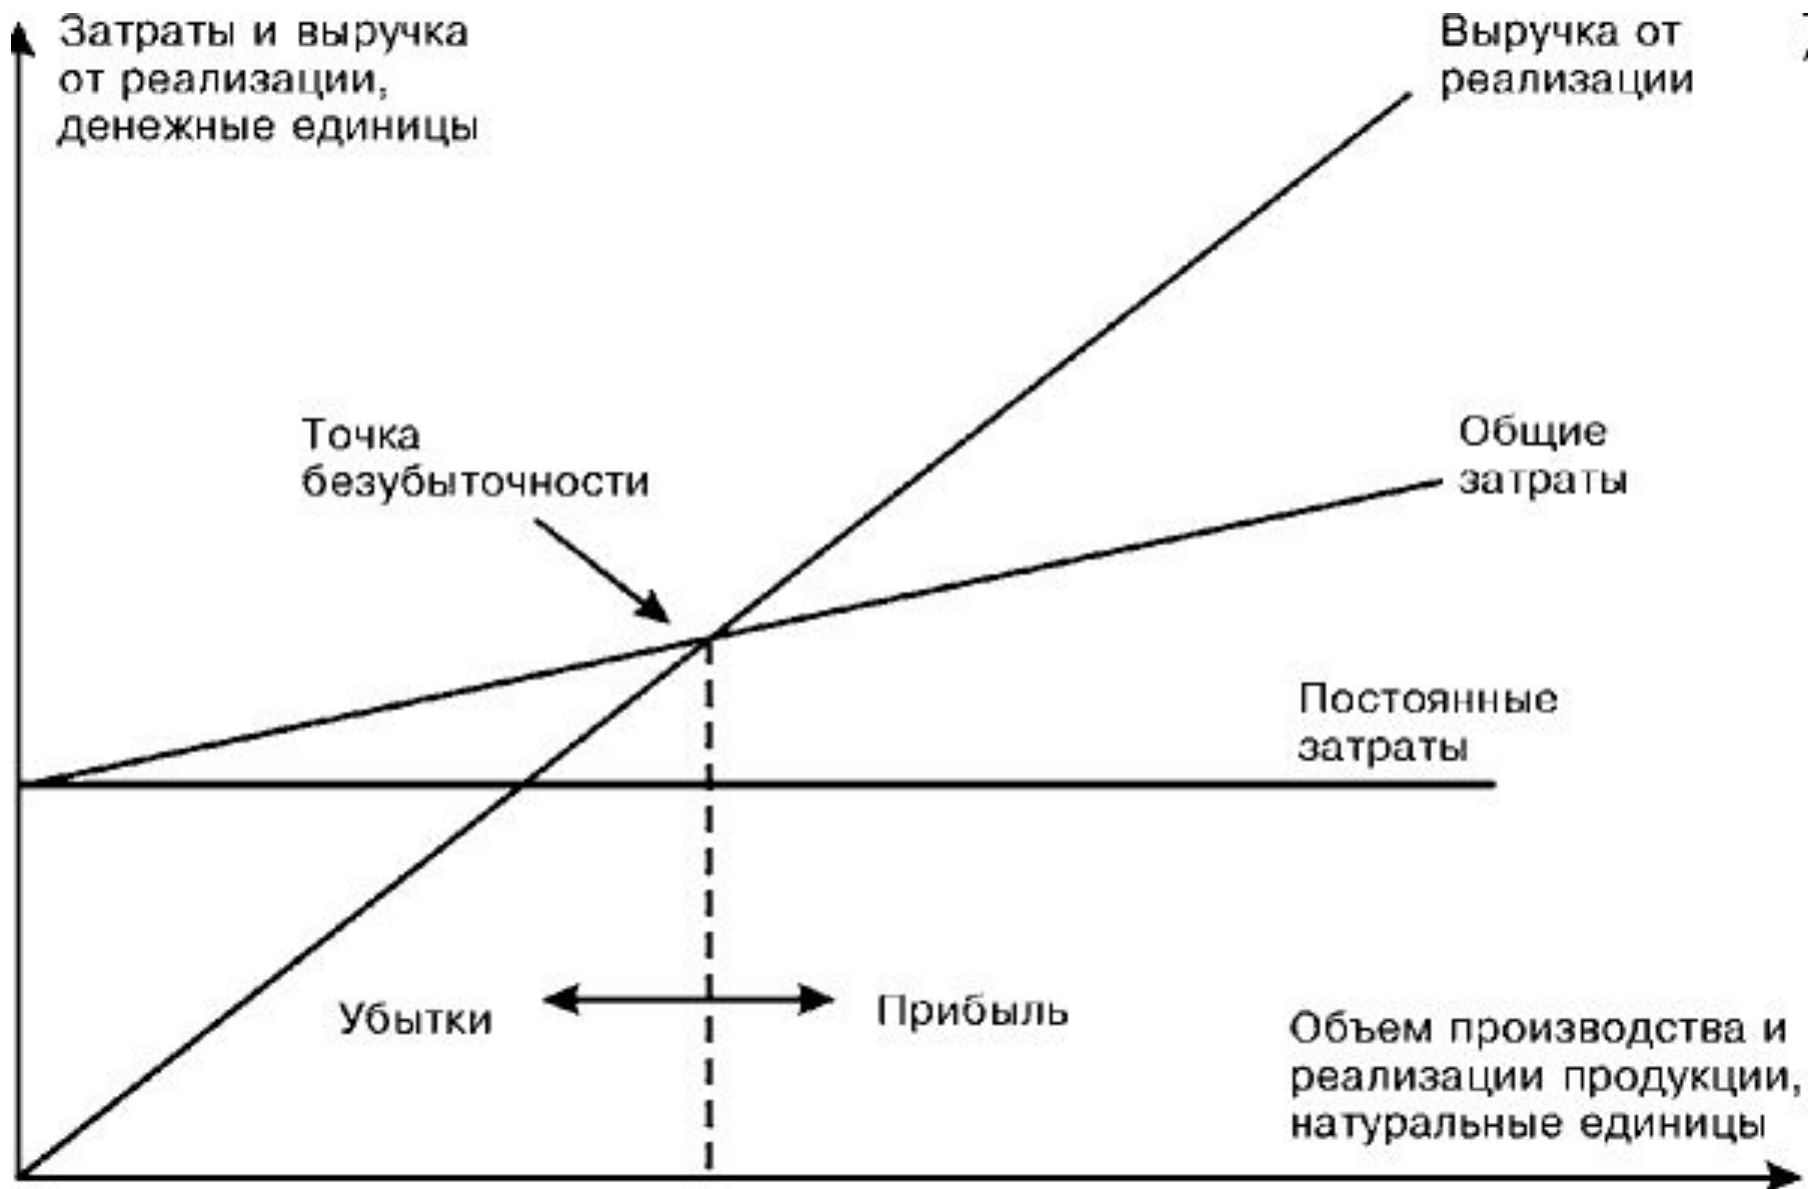 Затраты и выручка
от реализации,
денежные единицы
Выручка от
реализации
Точка
безубыточности
Общие
затраты
Постоянные
затраты
Убытки
Прибыль
Объем производства и
реализации продукции,
натуральные единицы